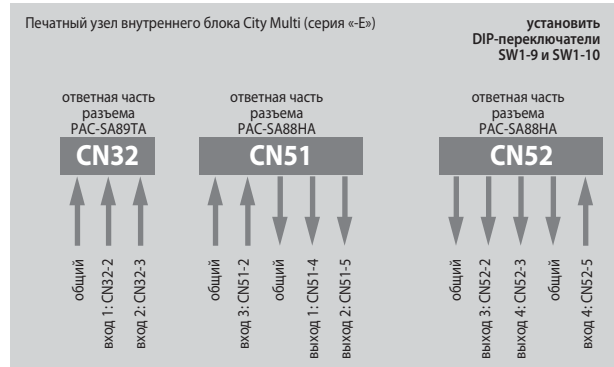 Печатный узел внутреннего блока City Multi (серия «-Е»)
установить
DIP-переключатели
SW1-9 и SW1-10
ответная часть
разъема
PAC-SA89TA
CN32
общий
вход 1: CN32-2
вход 2: CN32-3
ответная часть
разъема
PAC-SA88HA
CN51
общий
вход 3: CN51-2
общий
выход 1: CN51-4
выход 2: CN51-5
ответная часть
разъема
PAC-SA88HA
CN52
общий
выход 3: CN52-2
выход 4: CN52-3
общий
вход 4: CN52-5